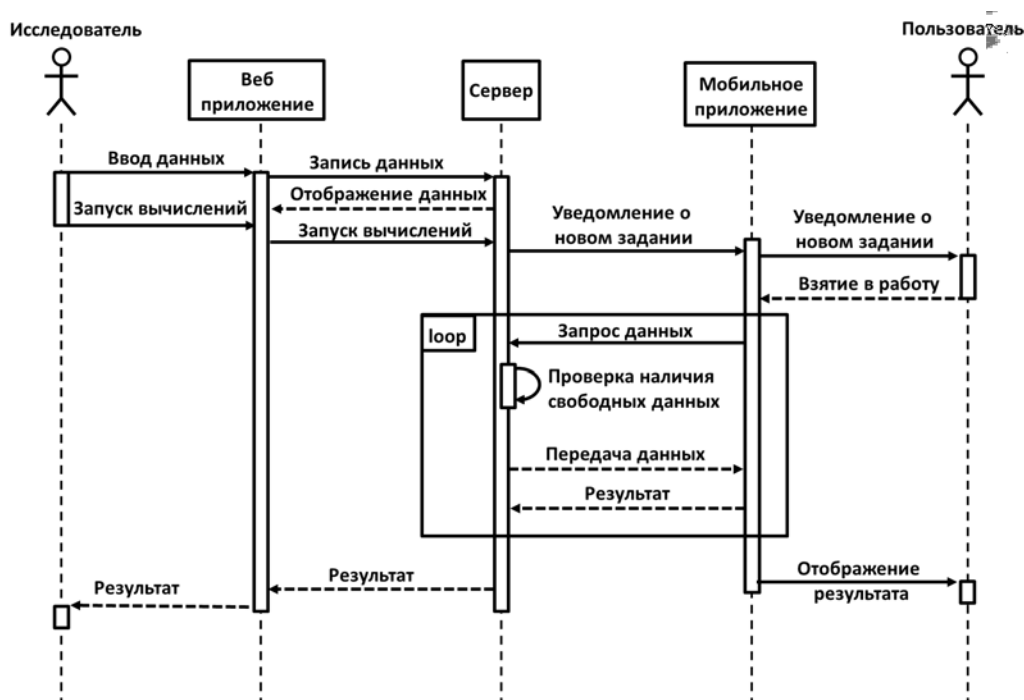 Исследователь
Пользователь
Веб
приложение
Сервер
Мобильное
приложение
Ввод данных
Запись данных
Отображение данных
Запуск вычислений
Запуск вычислений
Уведомление о
новом задании
Уведомление о
новом задании
Взятие в работу
loop
Запрос данных
Проверка наличия
свободных данных
Передача данных
Результат
Отображение
результата
Результат
Результат